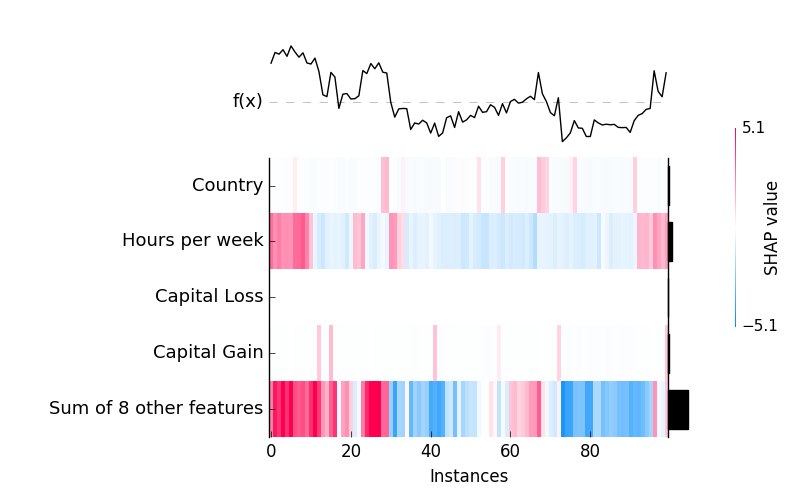 f(x)
Country
Hours per week
Capital Loss
Capital Gain
Sum of 8 other features
0 20 40 60 80
Instances
5.1
SHAP value
−5.1